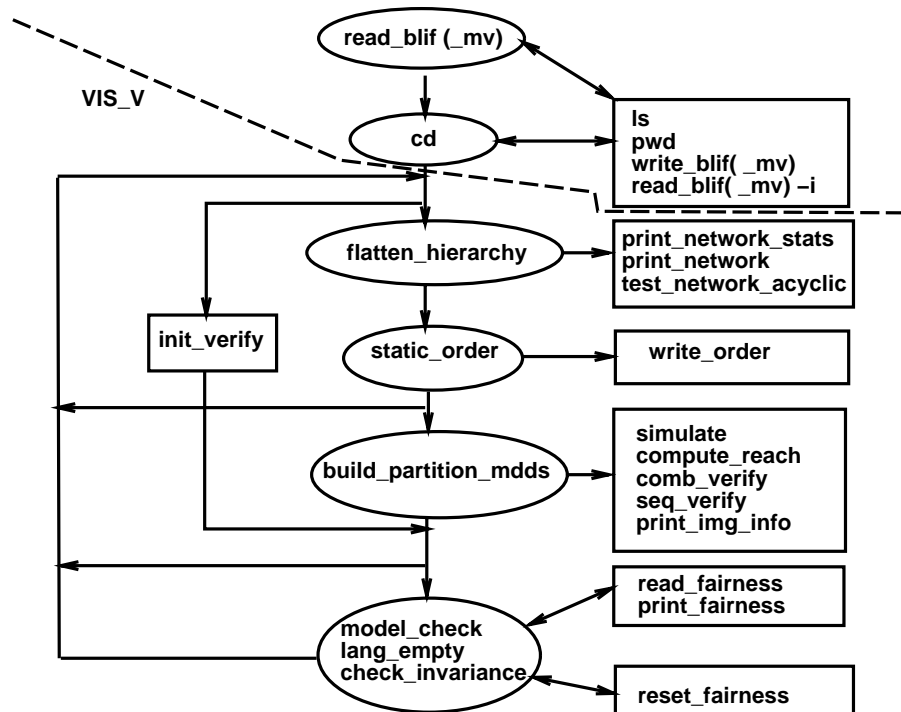 read_blif (_mv)
VIS_V
cd
ls
pwd
write_blif( _mv)
read_blif( _mv) –i
flatten_hierarchy
print_network_stats
print_network
test_network_acyclic
init_verify
static_order
write_order
build_partition_mdds
simulate
compute_reach
comb_verify
seq_verify
print_img_info
read_fairness
print_fairness
model_check
lang_empty
check_invariance
reset_fairness